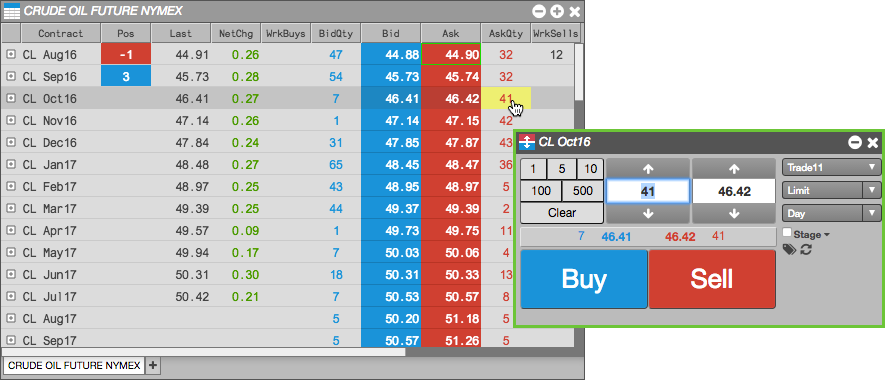 CRUDE OIL FUTURE NYMEX
Contract Pos Last NetChg WrkBuys BidQty Bid Ask AskQty WrkSells
CL Aug16 -1 44.91 0.26 47 44.88 44.90 32 12
CL Sep16 3 45.73 0.28 54 45.73 45.74 32
CL Oct16 46.41 0.27 7 46.41 46.42 41
CL Nov16 47.14 0.26 1 47.14 47.15 42
CL Dec16 47.84 0.24 31 47.85 47.87 43
CL Jan17 48.48 0.27 65 48.45 48.47 36
CL Feb17 48.97 0.25 43 48.95 48.97 5
CL Mar17 49.39 0.25 44 49.37 49.39 2
CL Apr17 49.57 0.09 1 49.73 49.75 11
CL May17 49.94 0.17 7 50.03 50.06 4
CL Jun17 50.31 0.30 18 50.31 50.33 13
CL Jul17 50.42 0.21 7 50.53 50.57 8
CL Aug17 5 50.20 51.18 5
CL Sep17 5 50.57 51.26 5
CRUDE OIL FUTURE NYMEX +
CL Oct16
1 5 10
100 500
Clear
41
46.42
Trade11
Limit
Day
Stage
7 46.41 46.42 41
Buy Sell